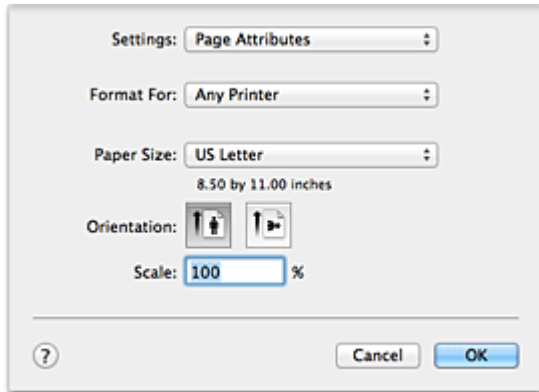 Settings: Page Attributes
Format For: Any Printer
Paper Size: US Letter
8.50 by 11.00 inches
Orientation:
Scale: 100 %
? Cancel OK